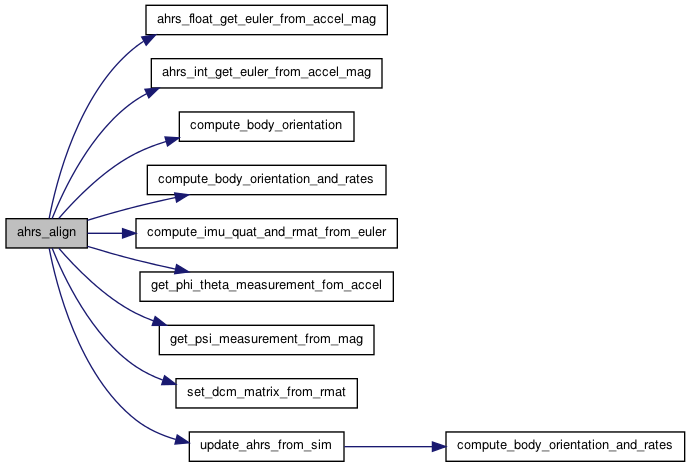 ahrs_float_get_euler_from_accel_mag
ahrs_int_get_euler_from_accel_mag
compute_body_orientation
compute_body_orientation_and_rates
ahrs_align
compute_imu_quat_and_rmat_from_euler
get_phi_theta_measurement_fom_accel
get_psi_measurement_from_mag
set_dcm_matrix_from_rmat
update_ahrs_from_sim
compute_body_orientation_and_rates